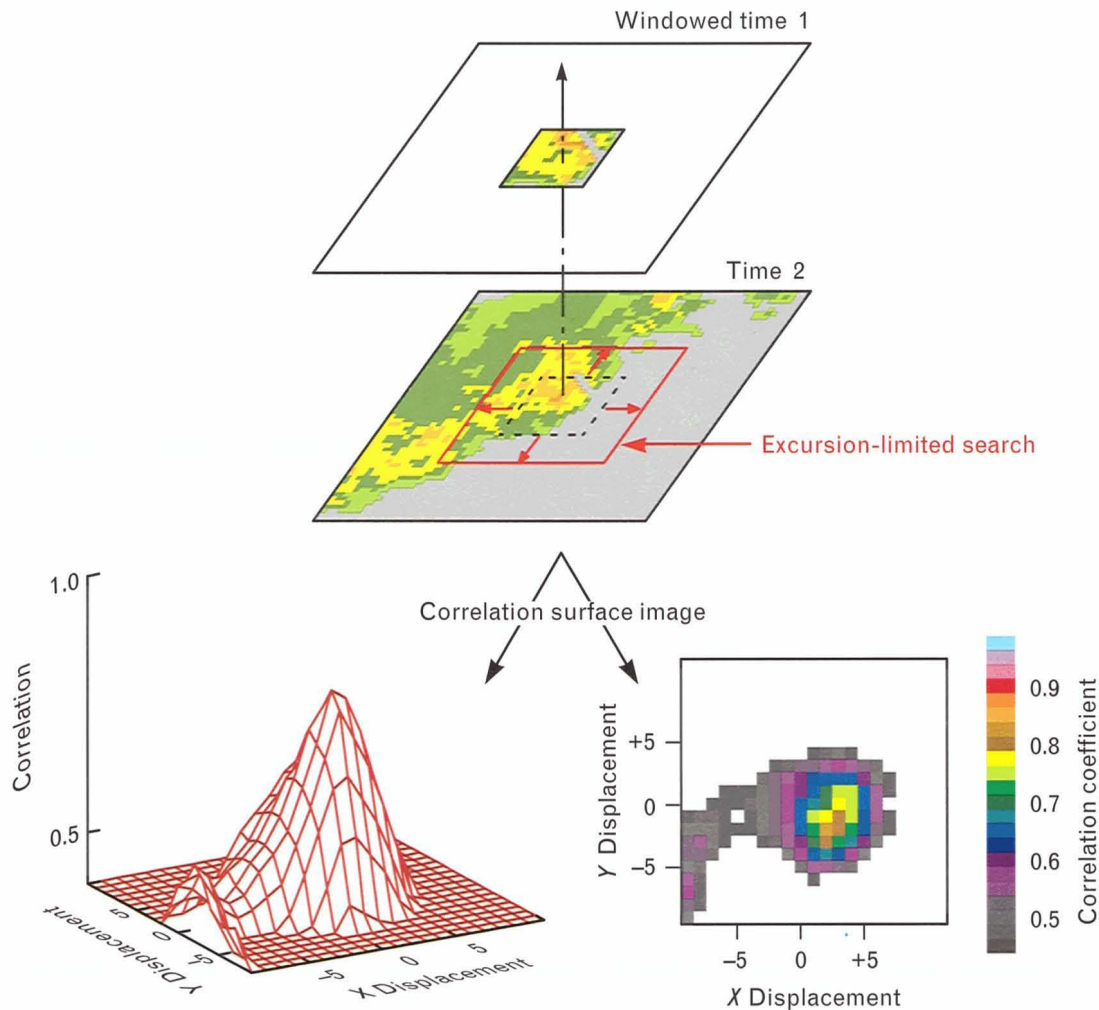 Windowed time 1
Time 2
Excursion-limited search
Correlation surface image
1.0
0.5
Correlation
5
0
-5
Y Displacement
-5
0
5
X Displacement
+5
0
–5
Y Displacement
–5
0
+5
X Displacement
0.9
0.8
0.7
0.6
0.5
Correlation coefficient